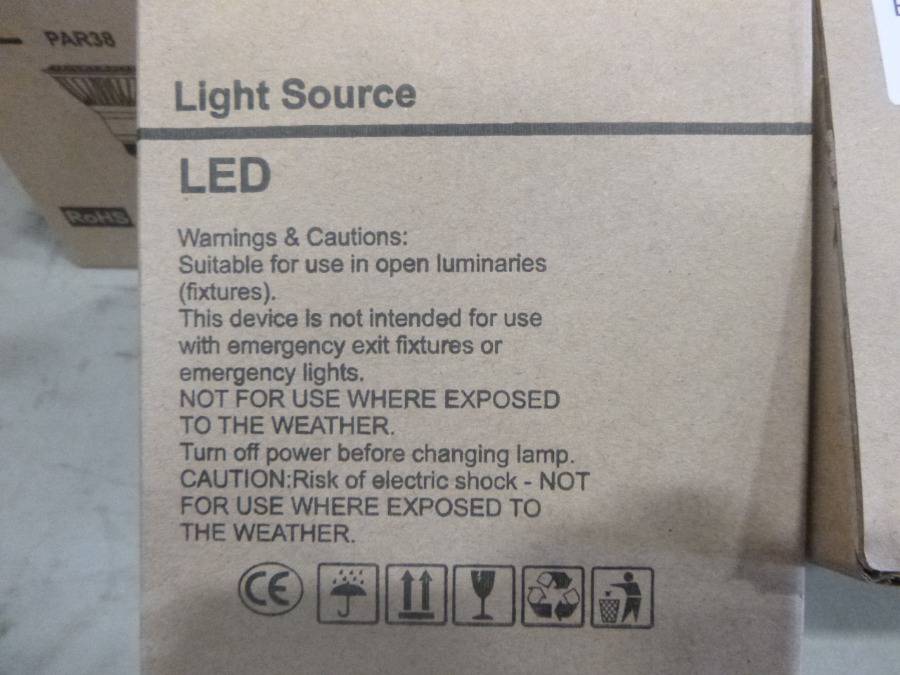 PAR38
RoHS
Light Source
LED
Warnings & Cautions:
Suitable for use in open luminaries
(fixtures).
This device is not intended for use
with emergency exit fixtures or
emergency lights.
NOT FOR USE WHERE EXPOSED
TO THE WEATHER.
Turn off power before changing lamp.
CAUTION:Risk of electric shock - NOT
FOR USE WHERE EXPOSED TO
THE WEATHER.
CE